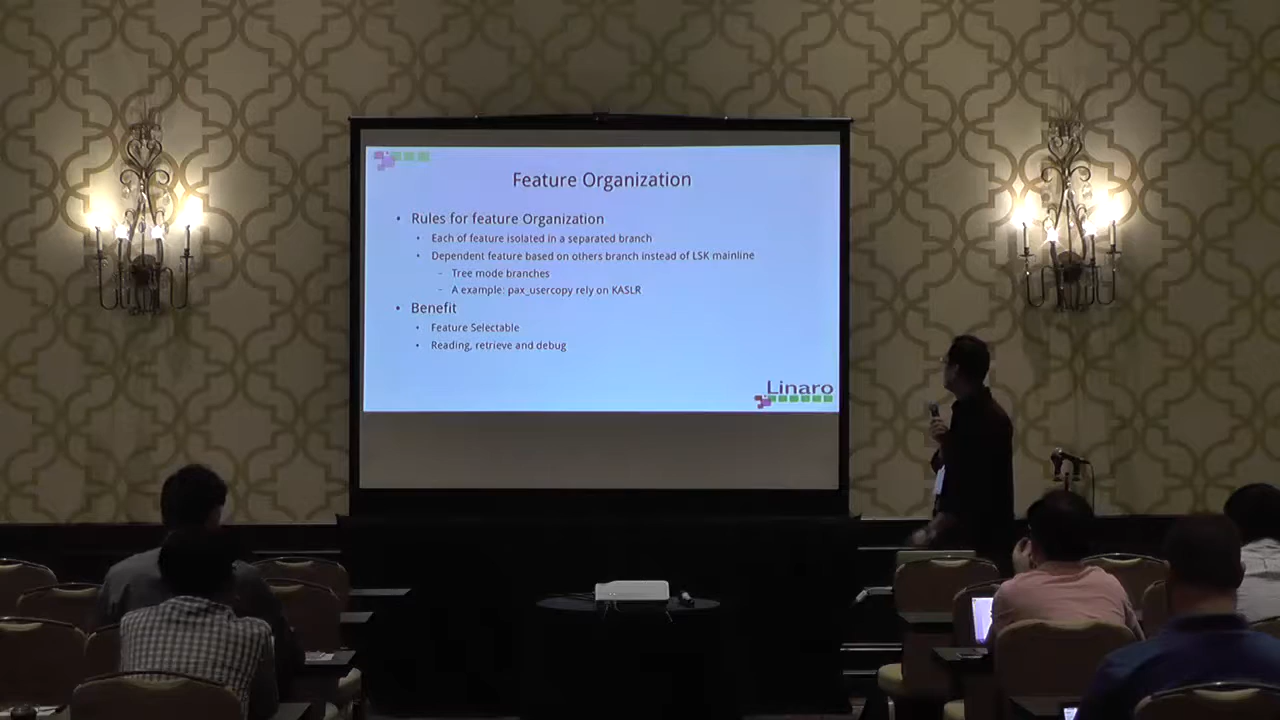 Feature Organization
• Rules for feature Organization
• Each of feature isolated in a separated branch
• Dependent feature based on others branch instead of LSK mainline
- Tree mode branches
- A example: pax_usercopy rely on KASLR
• Benefit
• Feature Selectable
• Reading, retrieve and debug
Linaro